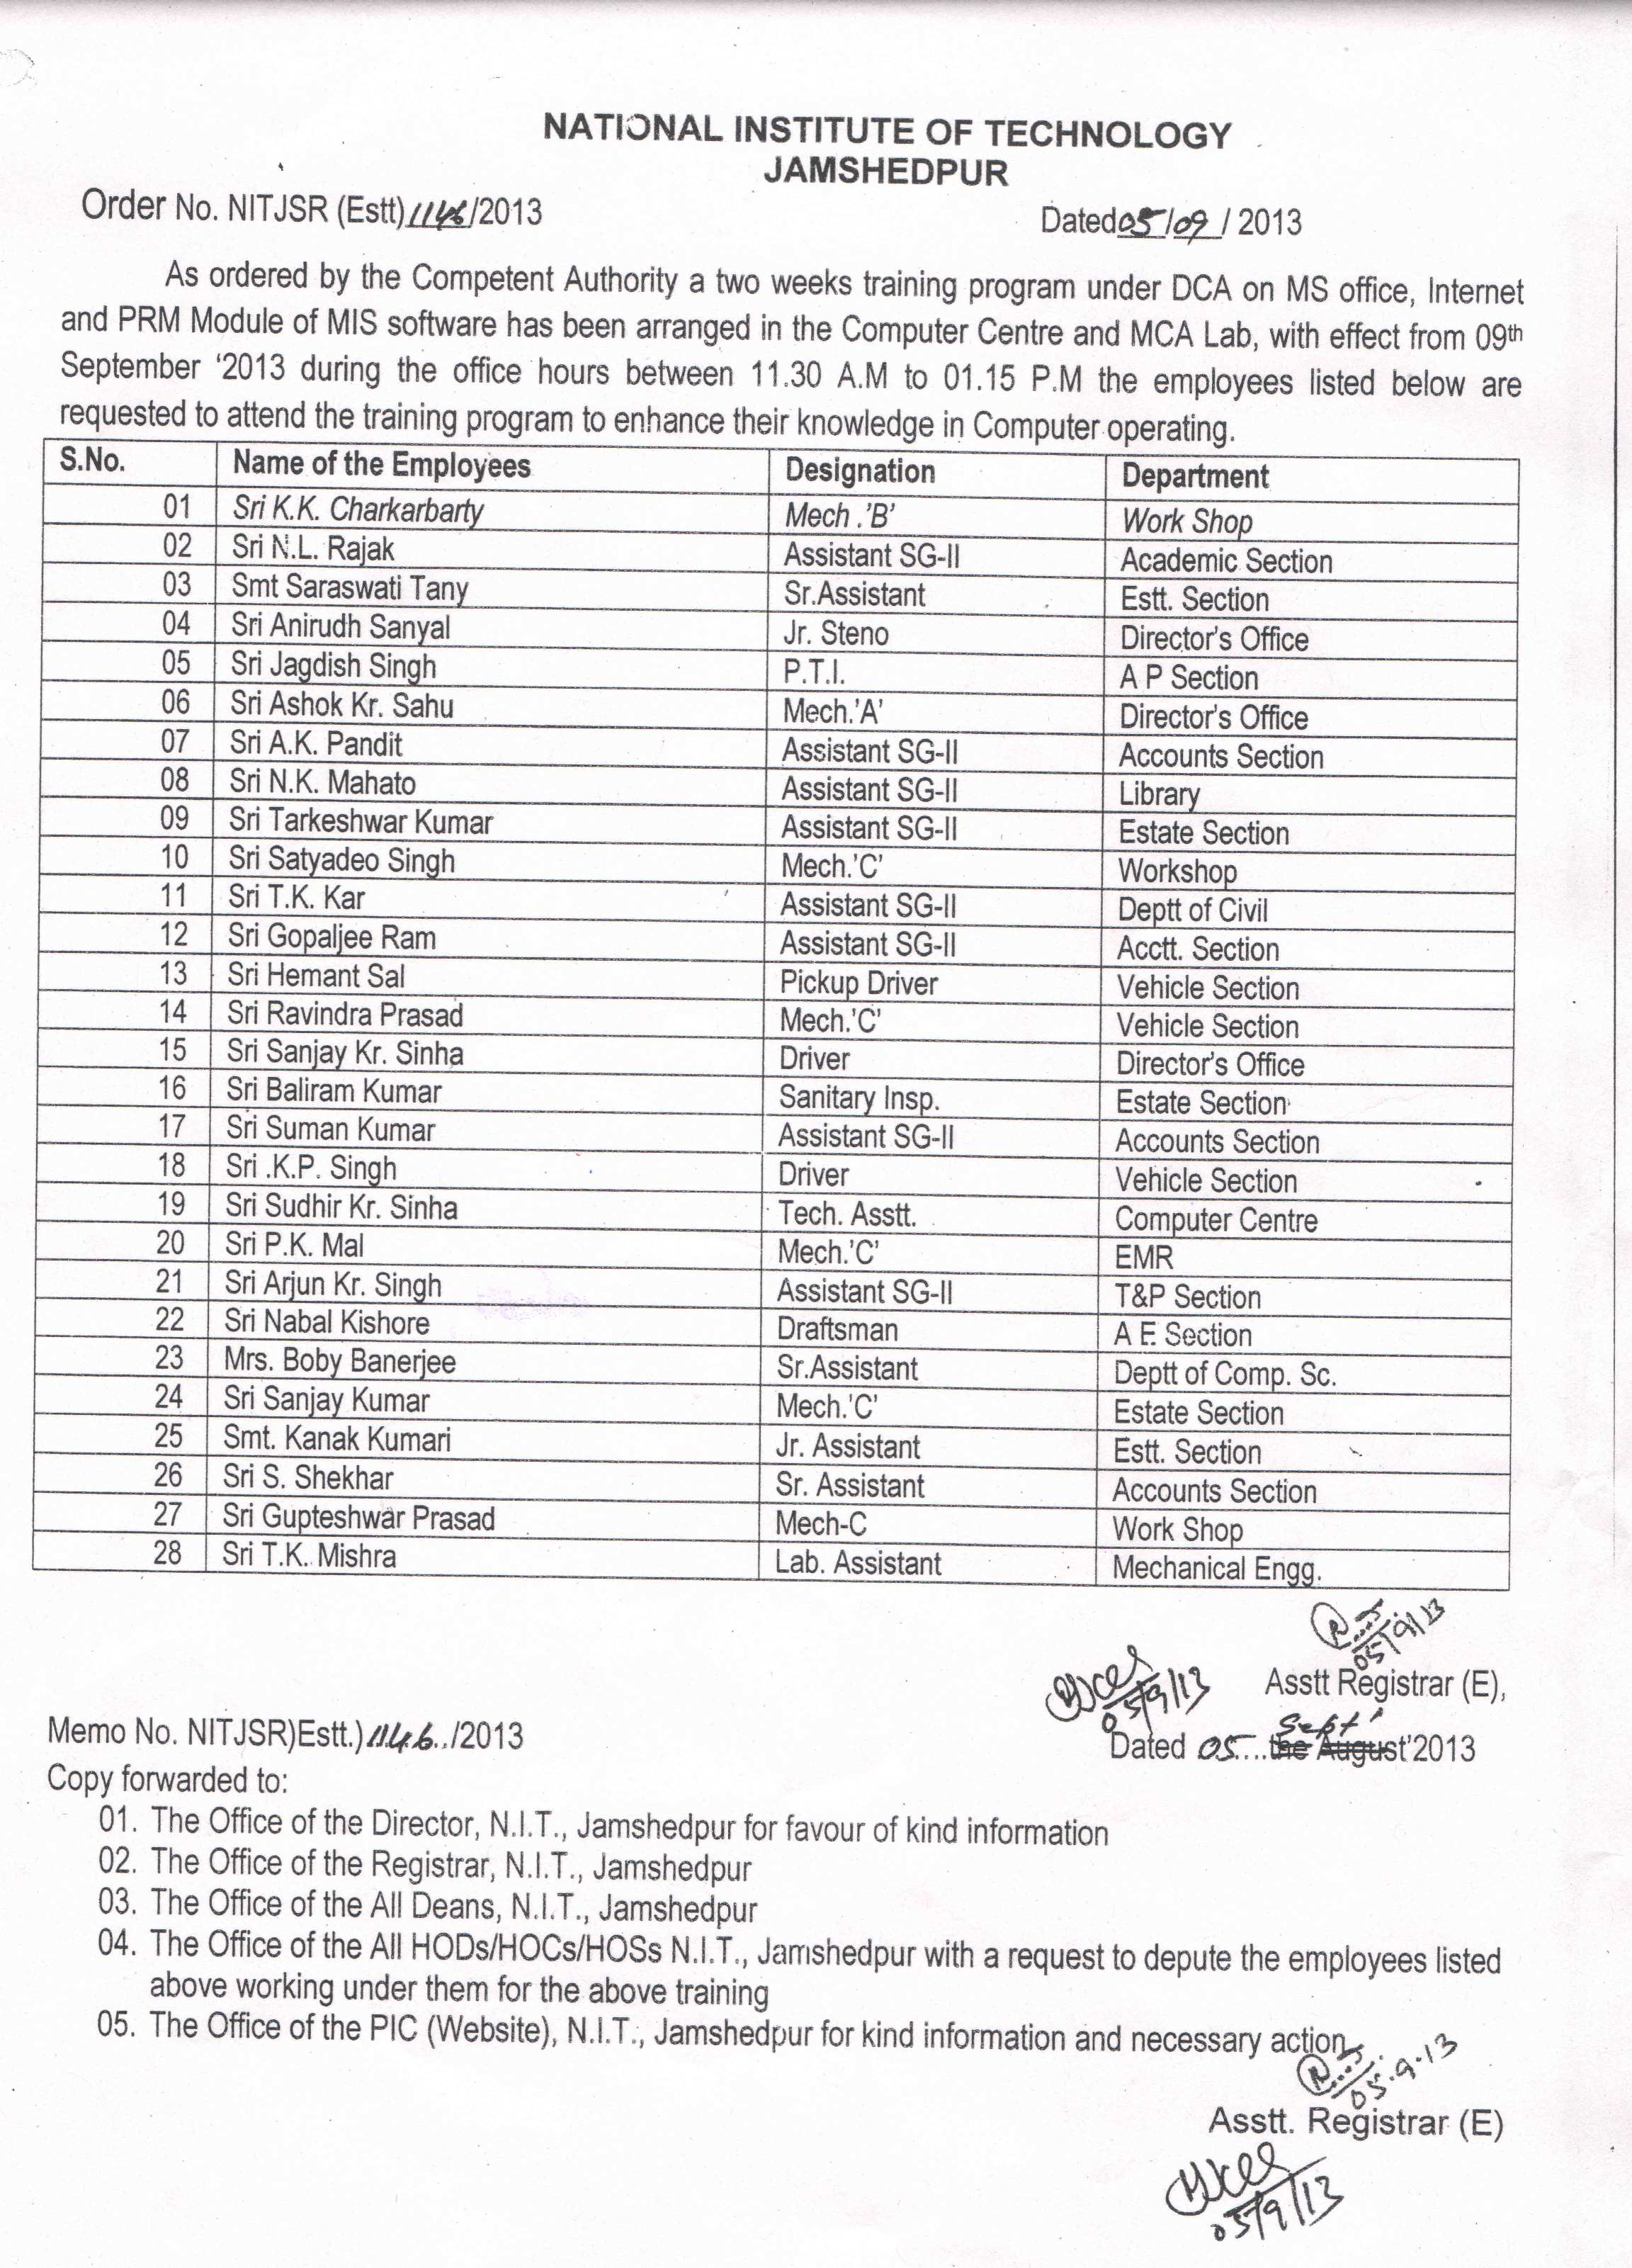 NATIONAL INSTITUTE OF TECHNOLOGY
JAMSHEDPUR
Order No. NITJSR (Estt) 1146/2013 Dated 05/09/2013
As ordered by the Competent Authority a two weeks training program under DCA on MS office, Internet
and PRM Module of MIS software has been arranged in the Computer Centre and MCA Lab, with effect from 09th
September ‘2013 during the office hours between 11.30 A.M to 01.15 P.M the employees listed below are
requested to attend the training program to enhance their knowledge in Computer operating.
S.No. Name of the Employees Designation Department
01 Sri K.K. Charkarbarty Mech .’B’ Work Shop
02 Sri N.L. Rajak Assistant SG-II Academic Section
03 Smt Saraswati Tany Sr.Assistant Estt. Section
04 Sri Anirudh Sanyal Jr. Steno Director’s Office
05 Sri Jagdish Singh P.T.I. A P Section
06 Sri Ashok Kr. Sahu Mech.’A’ Director’s Office
07 Sri A.K. Pandit Assistant SG-II Accounts Section
08 Sri N.K. Mahato Assistant SG-II Library
09 Sri Tarkeshwar Kumar Assistant SG-II Estate Section
10 Sri Satyadeo Singh Mech.’C’ Workshop
11 Sri T.K. Kar Assistant SG-II Deptt of Civil
12 Sri Gopaljee Ram Assistant SG-II Acctt. Section
13 Sri Hemant Sal Pickup Driver Vehicle Section
14 Sri Ravindra Prasad Mech.’C’ Vehicle Section
15 Sri Sanjay Kr. Sinha Driver Director’s Office
16 Sri Baliram Kumar Sanitary Insp. Estate Section
17 Sri Suman Kumar Assistant SG-II Accounts Section
18 Sri .K.P. Singh Driver Vehicle Section
19 Sri Sudhir Kr. Sinha Tech. Asstt. Computer Centre
20 Sri P.K. Mal Mech.’C’ EMR
21 Sri Arjun Kr. Singh Assistant SG-II T&P Section
22 Sri Nabal Kishore Draftsman A E Section
23 Mrs. Boby Banerjee Sr.Assistant Deptt of Comp. Sc.
24 Sri Sanjay Kumar Mech.’C’ Estate Section
25 Smt. Kanak Kumari Jr. Assistant Estt. Section
26 Sri S. Shekhar Sr. Assistant Accounts Section
27 Sri Gupteshwar Prasad Mech-C Work Shop
28 Sri T.K. Mishra Lab. Assistant Mechanical Engg.
05/9/13
05/9/13
Asstt Registrar (E),
Sept'
Memo No. NITJSR)Estt.)1146../2013 Dated 05....the August’2013
Copy forwarded to:
01. The Office of the Director, N.I.T., Jamshedpur for favour of kind information
02. The Office of the Registrar, N.I.T., Jamshedpur
03. The Office of the All Deans, N.I.T., Jamshedpur
04. The Office of the All HODs/HOCs/HOSs N.I.T., Jamshedpur with a request to depute the employees listed
above working under them for the above training
05. The Office of the PIC (Website), N.I.T., Jamshedpur for kind information and necessary action
05.9.13
Asstt. Registrar (E)
05/9/13